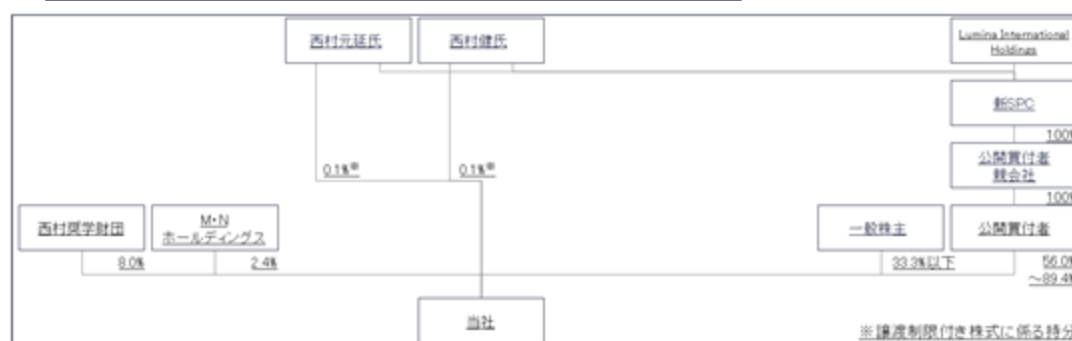 西村元延氏
西村健氏
Lumina International
Holdings
新SPC
100%
公開買付者
親会社
100%
0.1%※
0.1%※
西村奨学財団
M・N
ホールディングス
一般株主
公開買付者
8.0%
2.4%
33.3%以下
56.0%
～89.4%
当社
※譲渡制限付き株式に係る持分